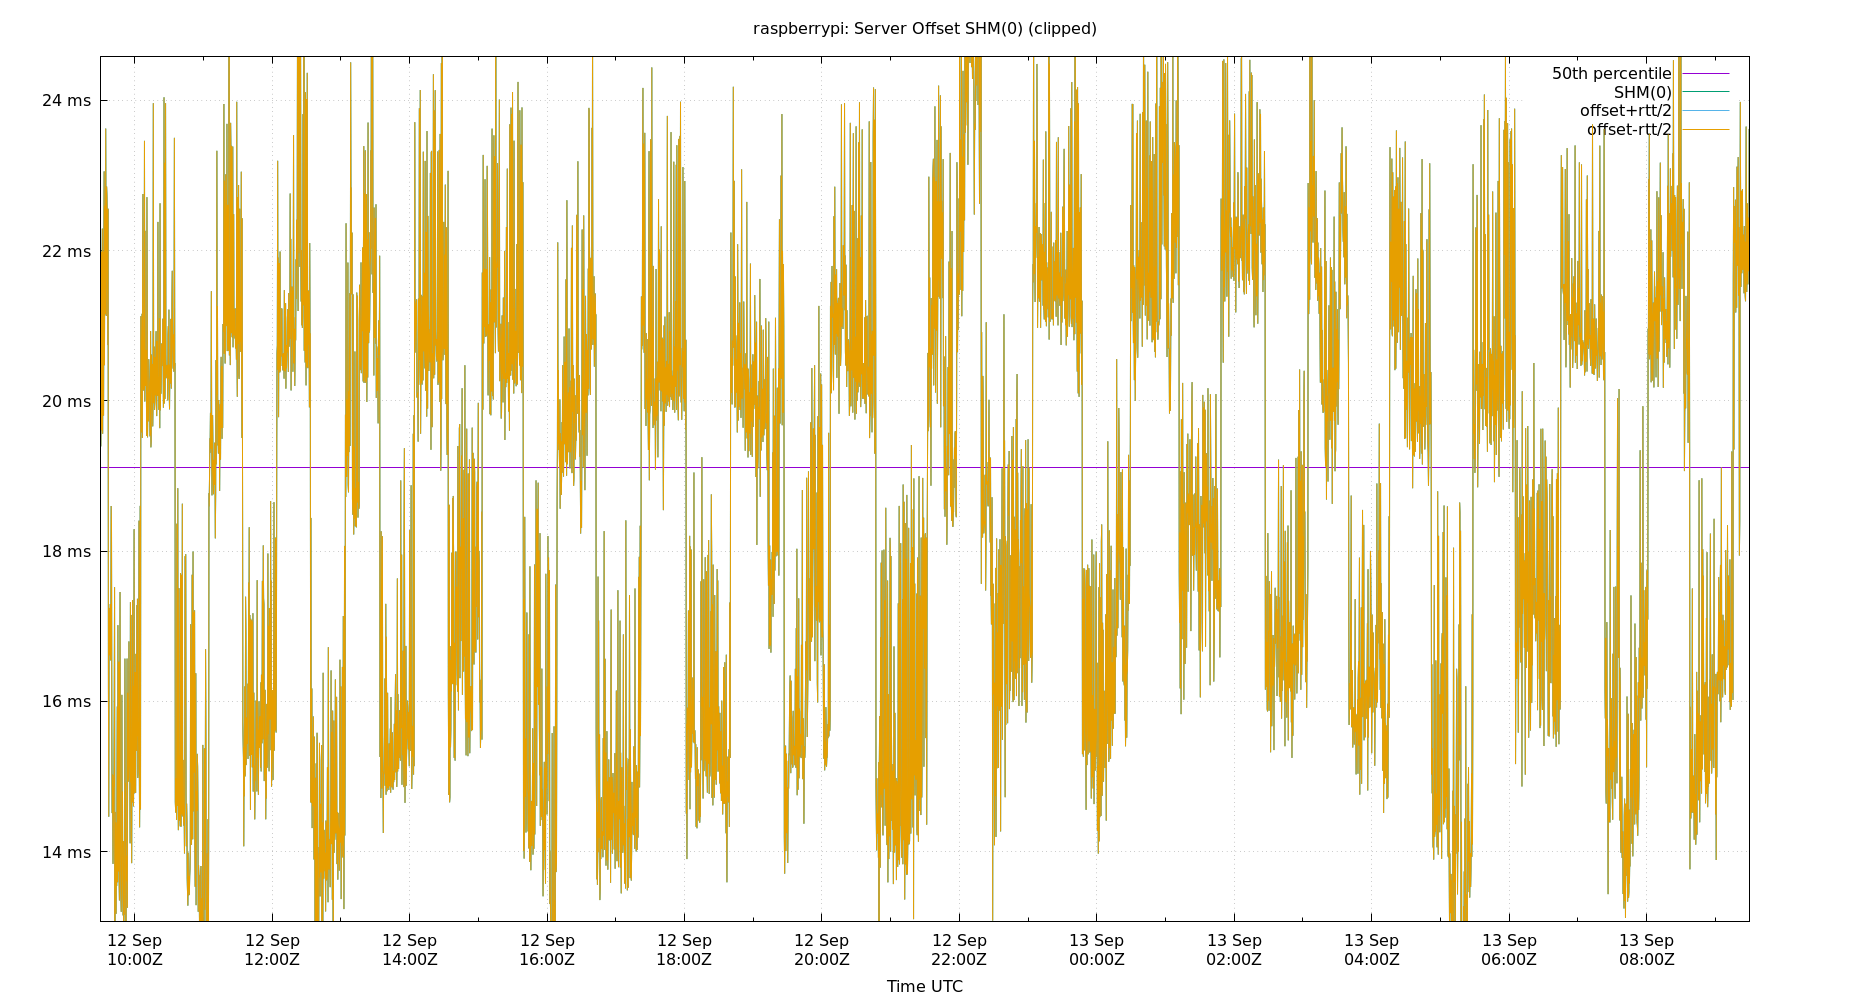 raspberrypi: Server Offset SHM(0) (clipped)
50th percentile
SHM(0)
offset+rtt/2
offset-rtt/2
24 ms
22 ms
20 ms
18 ms
16 ms
14 ms
12 Sep 12 Sep 12 Sep 12 Sep 12 Sep 12 Sep 12 Sep 13 Sep 13 Sep 13 Sep 13 Sep 13 Sep
10:00Z 12:00Z 14:00Z 16:00Z 18:00Z 20:00Z 22:00Z 00:00Z 02:00Z 04:00Z 06:00Z 08:00Z
Time UTC